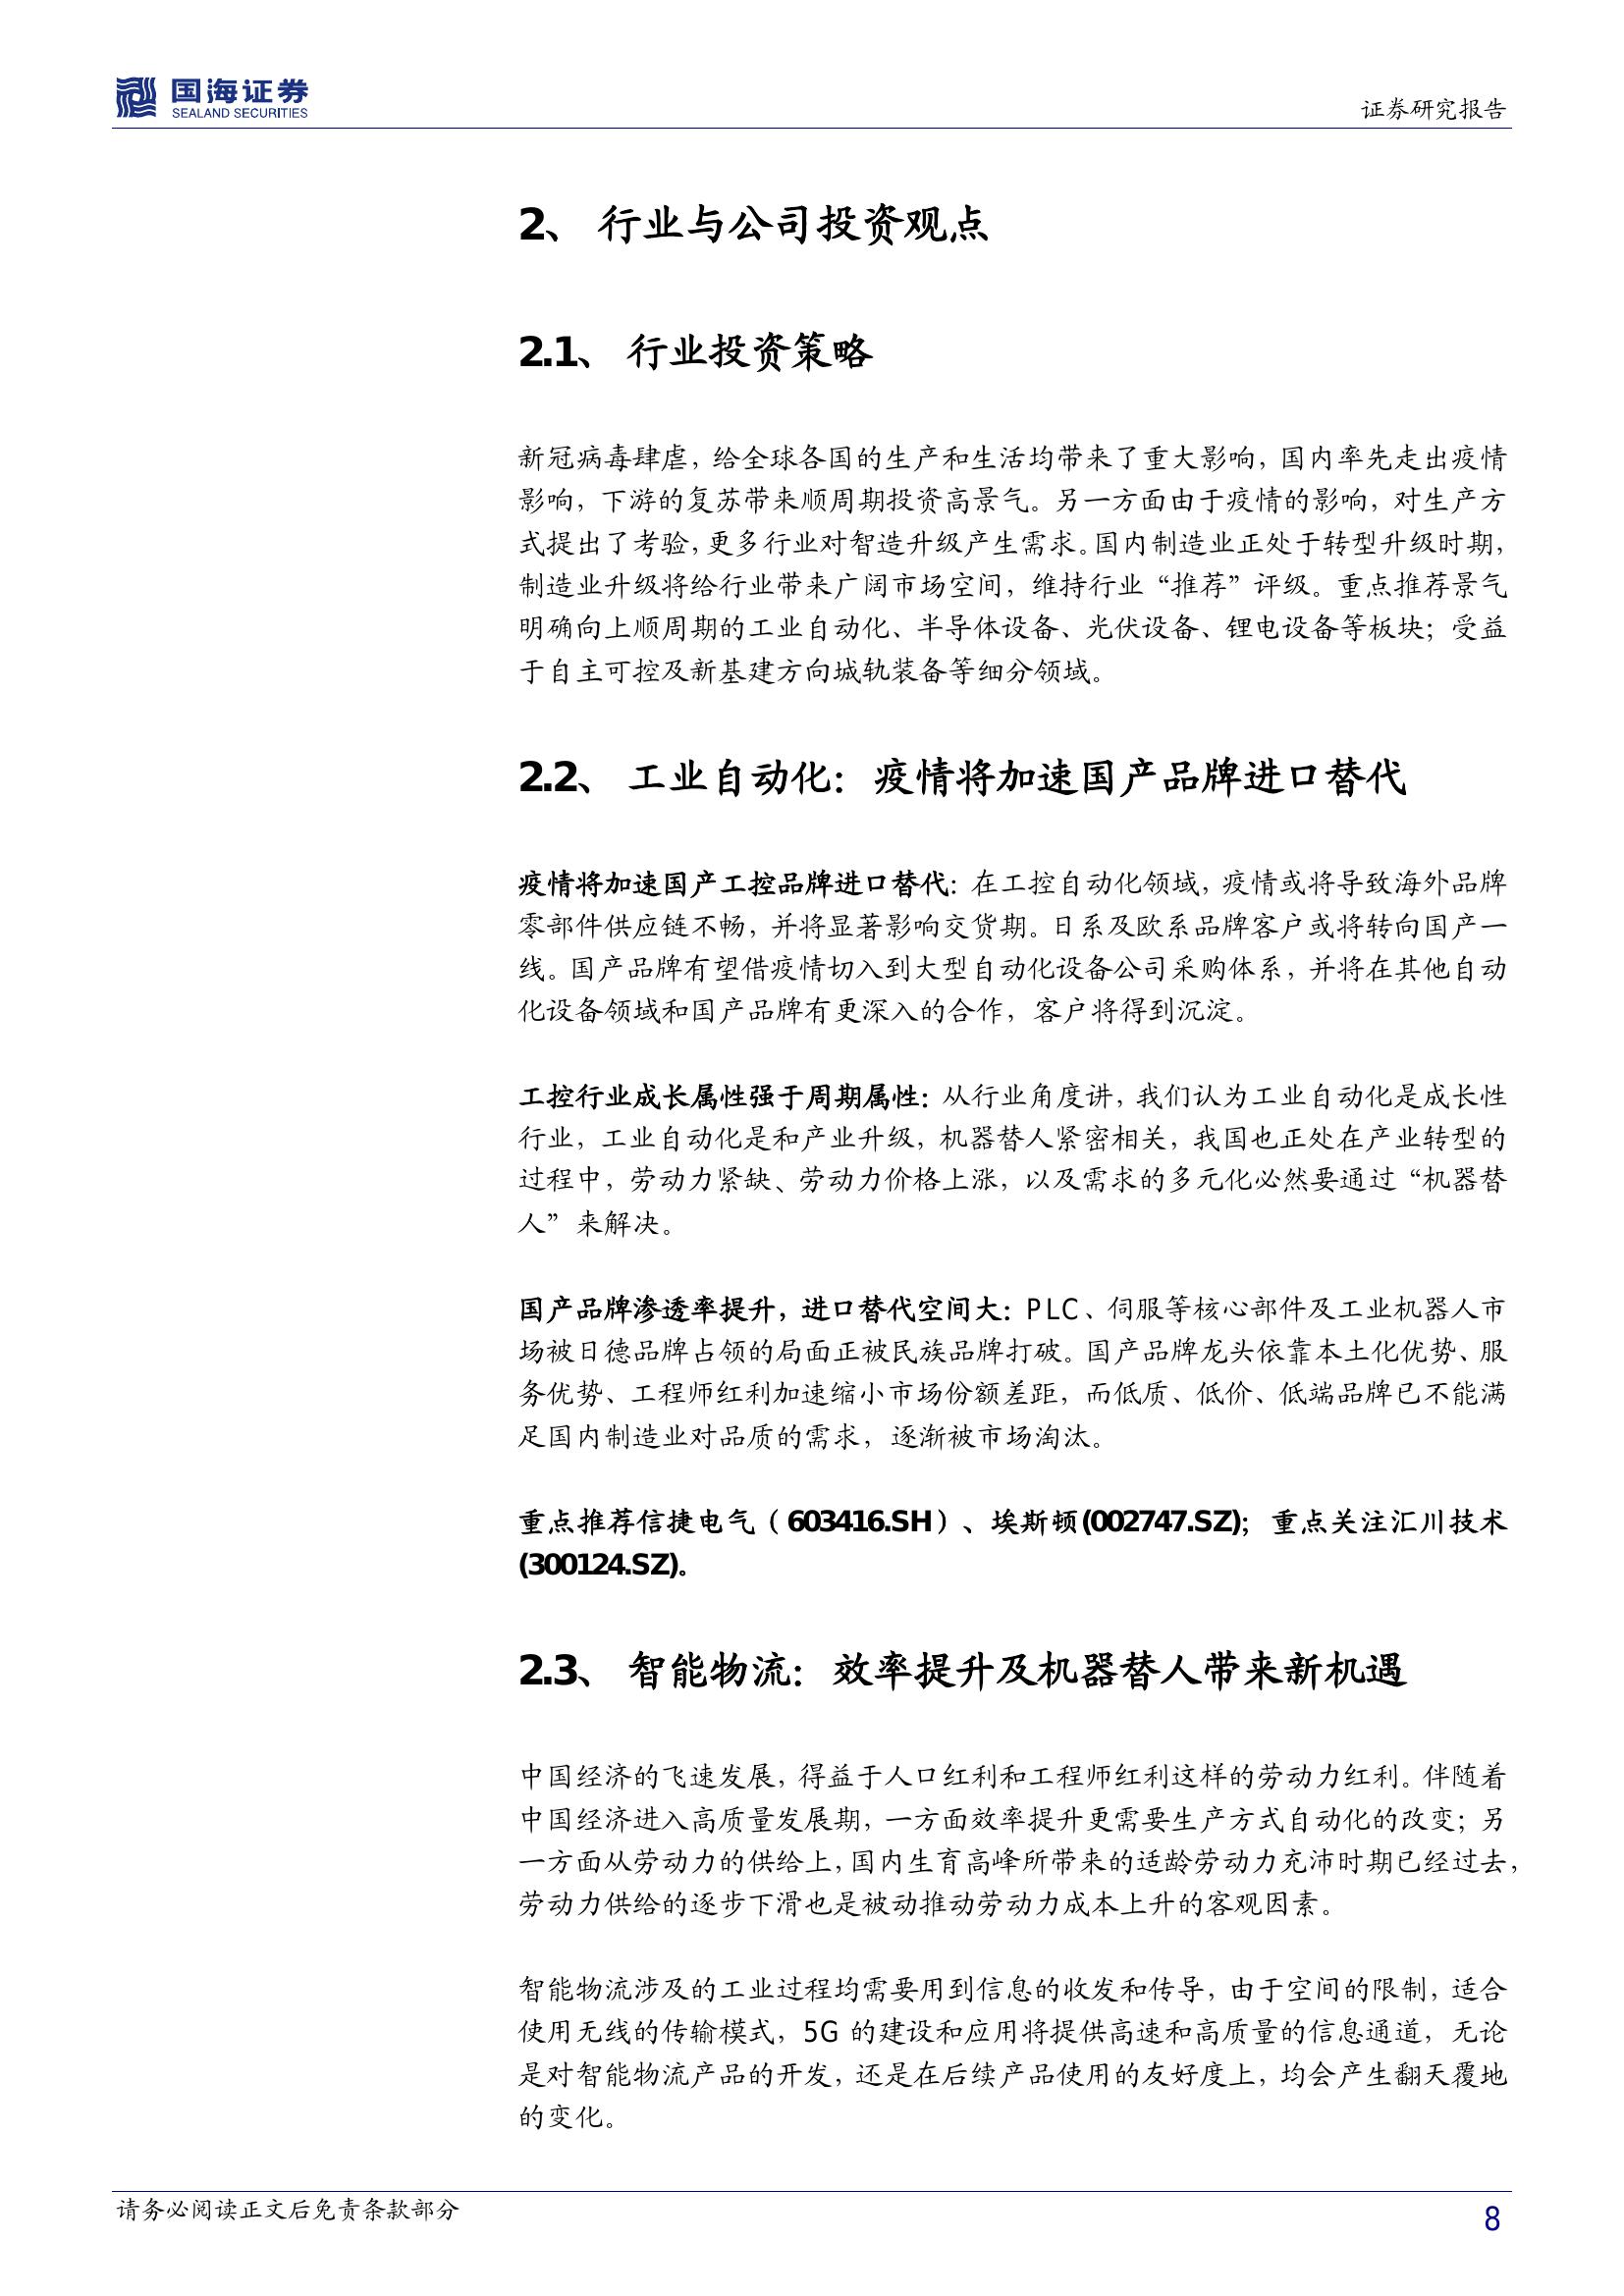 国海证券
SEALAND SECURITIES
证券研究报告
2、 行业与公司投资观点
2.1、 行业投资策略
新冠病毒肆虐，给全球各国的生产和生活均带来了重大影响，国内率先走出疫情
影响，下游的复苏带来顺周期投资高景气。另一方面由于疫情的影响，对生产方
式提出了考验，更多行业对智造升级产生需求。国内制造业正处于转型升级时期，
制造业升级将给行业带来广阔市场空间，维持行业“推荐”评级。重点推荐景气
明确向上顺周期的工业自动化、半导体设备、光伏设备、锂电设备等板块；受益
于自主可控及新基建方向城轨装备等细分领域。
2.2、 工业自动化：疫情将加速国产品牌进口替代
疫情将加速国产工控品牌进口替代：在工控自动化领域，疫情或将导致海外品牌
零部件供应链不畅，并将显著影响交货期。日系及欧系品牌客户或将转向国产一
线。国产品牌有望借疫情切入到大型自动化设备公司采购体系，并将在其他自动
化设备领域和国产品牌有更深入的合作，客户将得到沉淀。
工控行业成长属性强于周期属性：从行业角度讲，我们认为工业自动化是成长性
行业，工业自动化是和产业升级，机器替人紧密相关，我国也正处在产业转型的
过程中，劳动力紧缺、劳动力价格上涨，以及需求的多元化必然要通过“机器替
人”来解决。
国产品牌渗透率提升，进口替代空间大：PLC、伺服等核心部件及工业机器人市
场被日德品牌占领的局面正被民族品牌打破。国产品牌龙头依靠本土化优势、服
务优势、工程师红利加速缩小市场份额差距，而低质、低价、低端品牌已不能满
足国内制造业对品质的需求，逐渐被市场淘汰。
重点推荐信捷电气（603416.SH）、埃斯顿(002747.SZ)；重点关注汇川技术
(300124.SZ)。
2.3、 智能物流：效率提升及机器替人带来新机遇
中国经济的飞速发展，得益于人口红利和工程师红利这样的劳动力红利。伴随着
中国经济进入高质量发展期，一方面效率提升更需要生产方式自动化的改变；另
一方面从劳动力的供给上，国内生育高峰所带来的适龄劳动力充沛时期已经过去，
劳动力供给的逐步下滑也是被动推动劳动力成本上升的客观因素。
智能物流涉及的工业过程均需要用到信息的收发和传导，由于空间的限制，适合
使用无线的传输模式，5G 的建设和应用将提供高速和高质量的信息通道，无论
是对智能物流产品的开发，还是在后续产品使用的友好度上，均会产生翻天覆地
的变化。
请务必阅读正文后免责条款部分
8